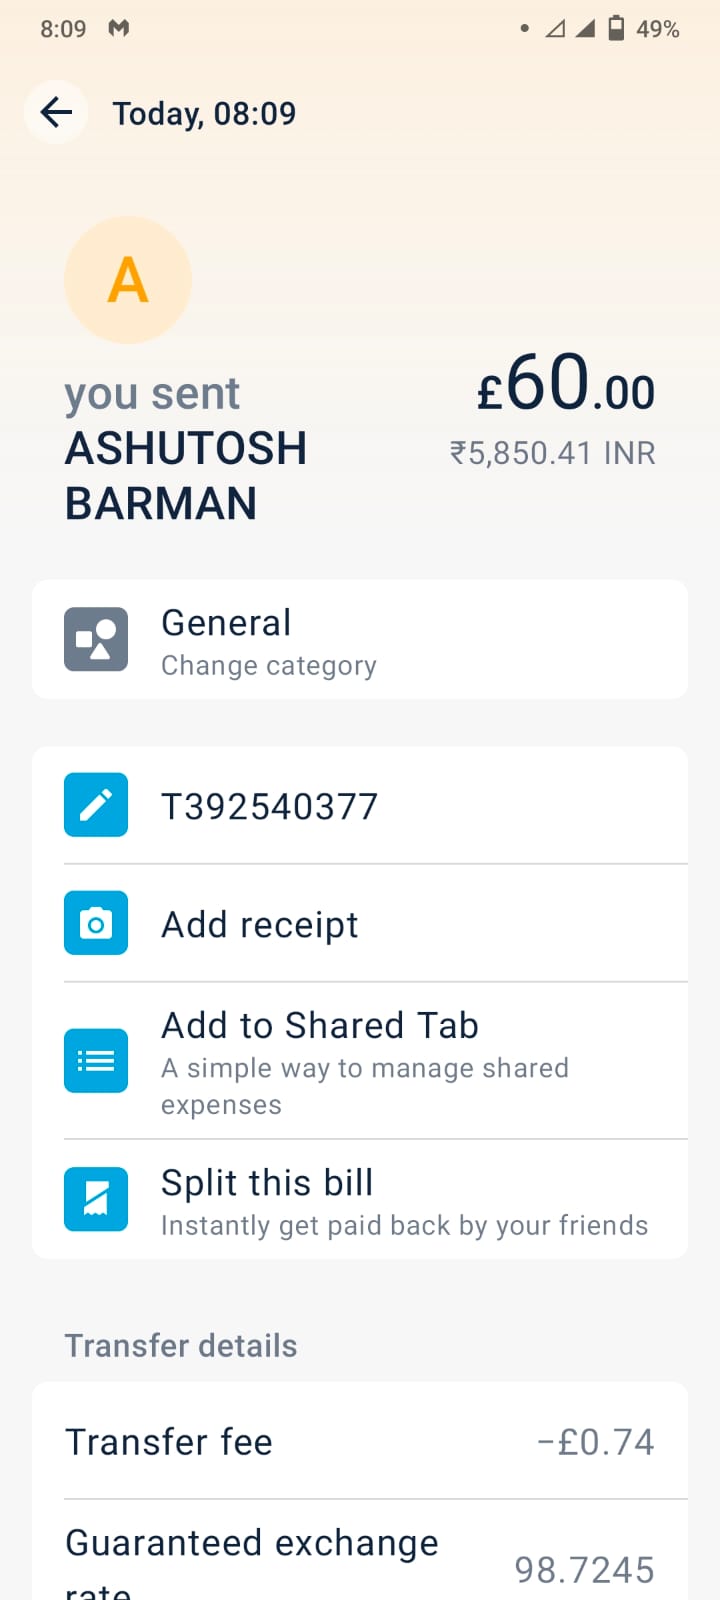 8:09
49%
Today, 08:09
A
you sent
ASHUTOSH
BARMAN
£60.00
₹5,850.41 INR
General
Change category
T392540377
Add receipt
Add to Shared Tab
A simple way to manage shared
expenses
Split this bill
Instantly get paid back by your friends
Transfer details
Transfer fee
−£0.74
Guaranteed exchange
rate
98.7245